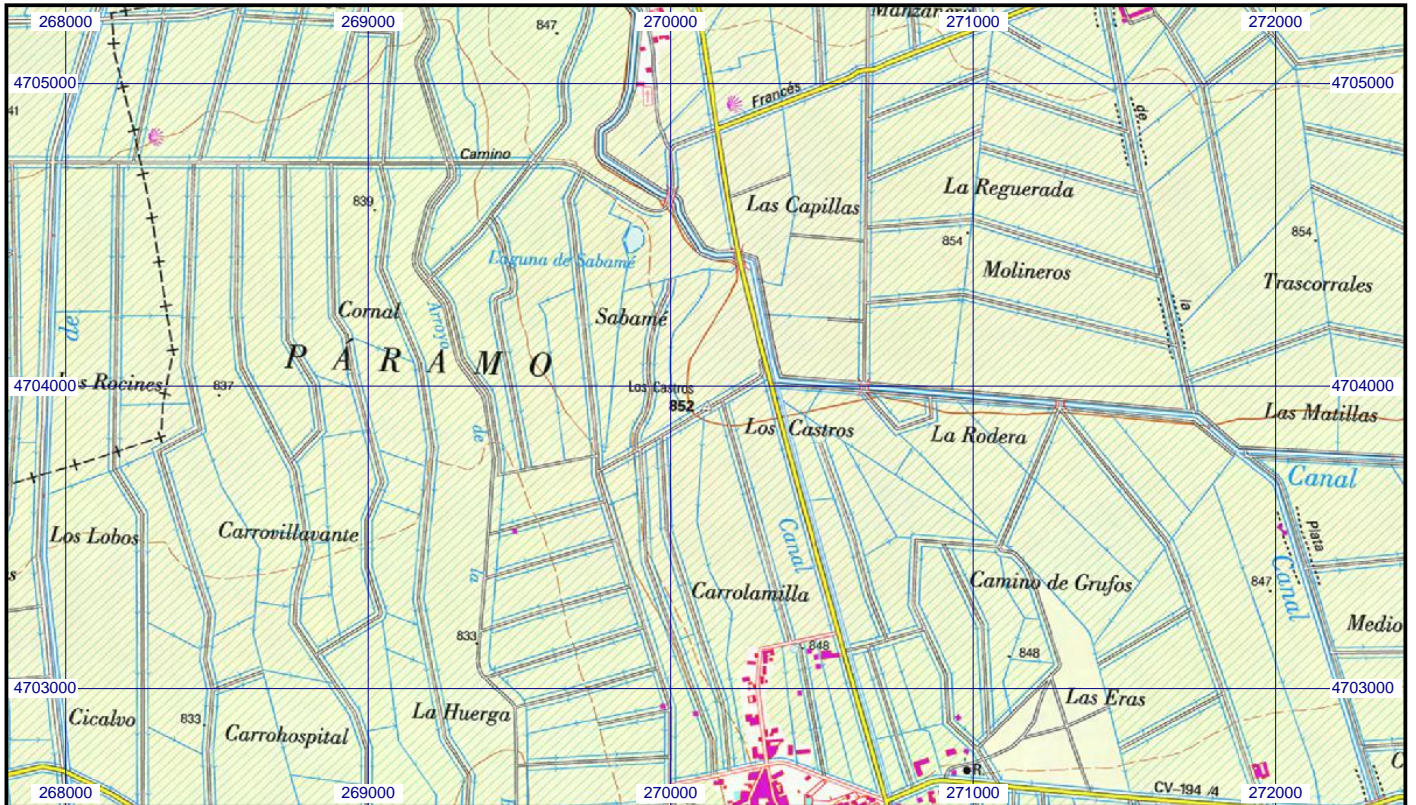 268000
269000
270000
271000
272000
847
4705000
4705000
41
Francés
de
Camino
839
Las Capillas
La Reguerada
854
854
Laguna de Sabamé
Molineros
Trascorrales
de
Cornal
Arroyo
Sabamé
la
PÁRAMO
4704000
Rocines
837
Los Castros
852
4704000
Los Castros
La Rodera
Las Matillas
de
Canal
Los Lobos
Carrovillavante
Canal
Plata
s
la
Carrolamilla
Camino de Grufos
847
Canal
833
848
848
Medio
4703000
4703000
Cicalvo
833
Carrohospital
La Huerga
Las Eras
R.
CV-194/4
268000
269000
270000
271000
272000